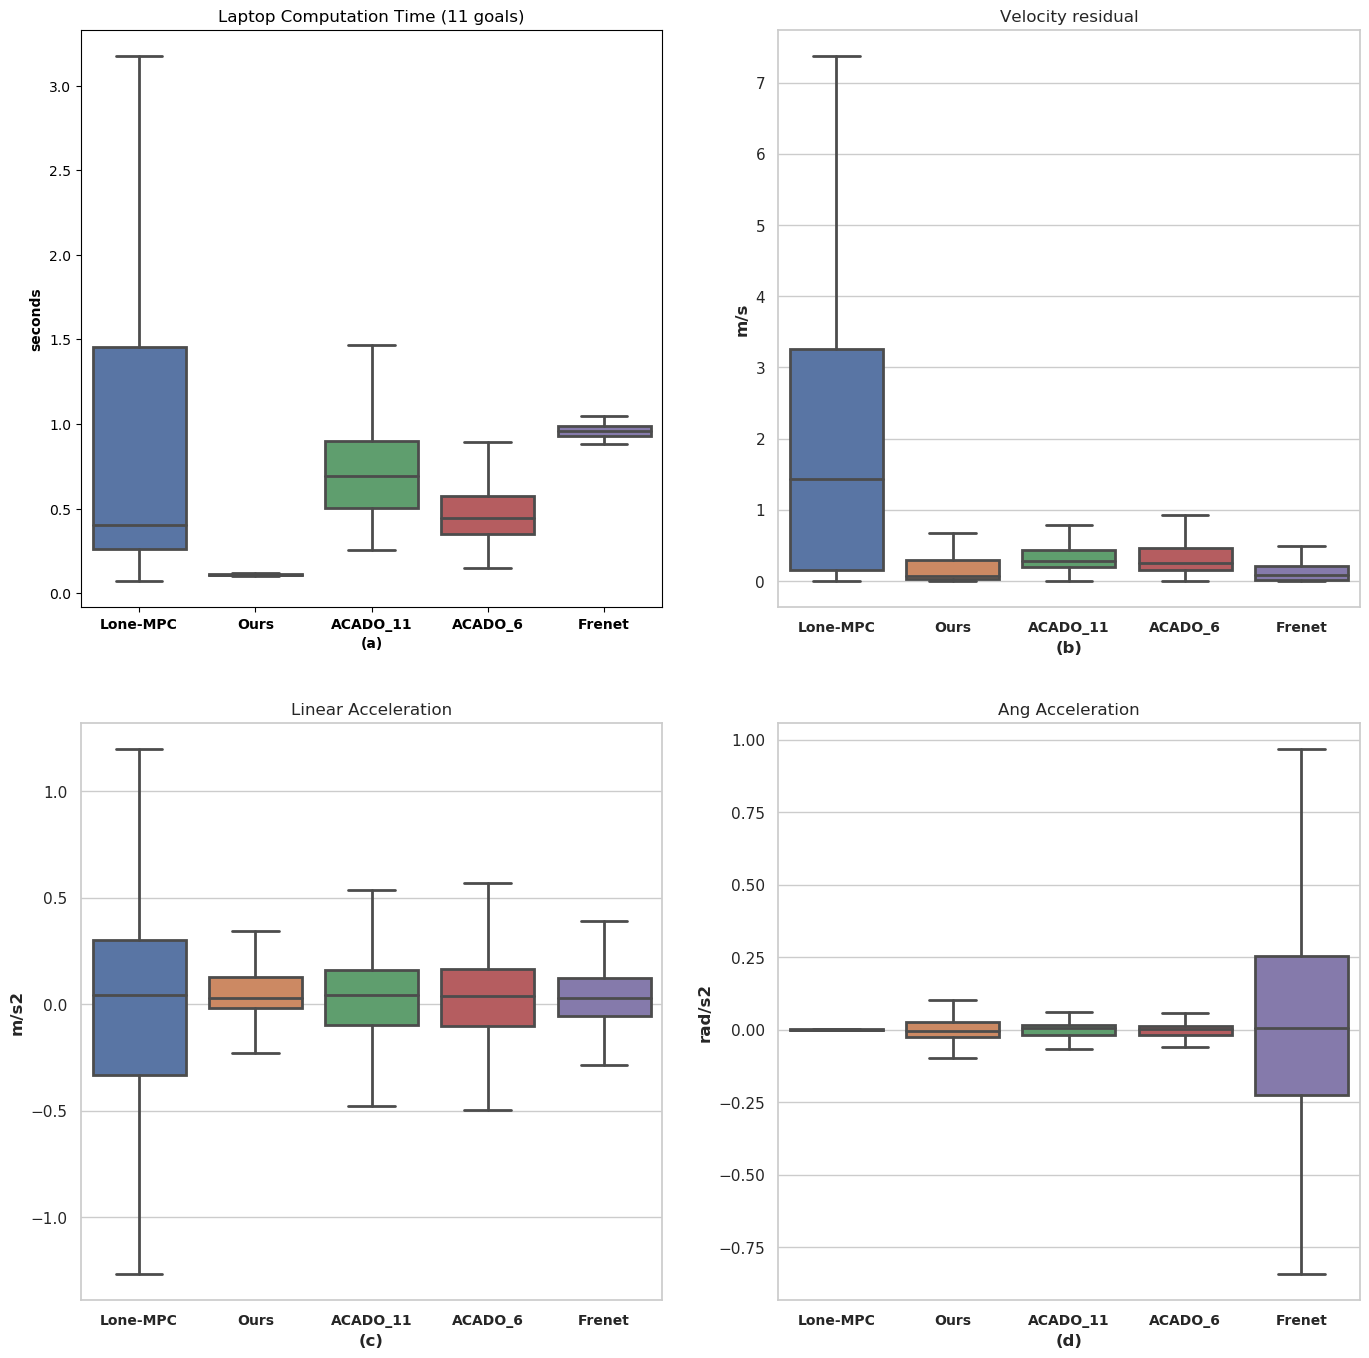 Laptop Computation Time (11 goals)
3.0
2.5
2.0
1.5
1.0
0.5
0.0
seconds
Lone-MPC Ours ACADO_11 ACADO_6 Frenet
(a)
Velocity residual
7
6
5
4
3
2
1
0
m/s
Lone-MPC Ours ACADO_11 ACADO_6 Frenet
(b)
Linear Acceleration
1.0
0.5
0.0
−0.5
−1.0
m/s2
Lone-MPC Ours ACADO_11 ACADO_6 Frenet
(c)
Ang Acceleration
1.00
0.75
0.50
0.25
0.00
−0.25
−0.50
−0.75
rad/s2
Lone-MPC Ours ACADO_11 ACADO_6 Frenet
(d)